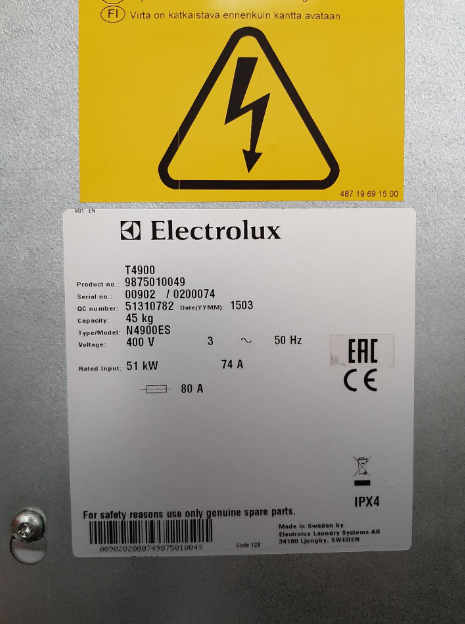 FI Virta on katkaistava ennenkuin kantta avataan.
487 19 69 15 00
NOT. EN
Electrolux
T4900
Product no.: 9875010049
Serial no.: 00902 / 0200074
QC number: 51310782 Date(YYMM): 1503
Capacity: 45 kg
Type/Model: N4900ES
Voltage: 400 V 3 ~ 50 Hz
Rated Input: 51 kW 74 A
80 A
EAC
CE
IPX4
For safety reasons use only genuine spare parts.
Made in Sweden by
Electrolux Laundry Systems AB
34180 Ljungby, SWEDEN
Code 128